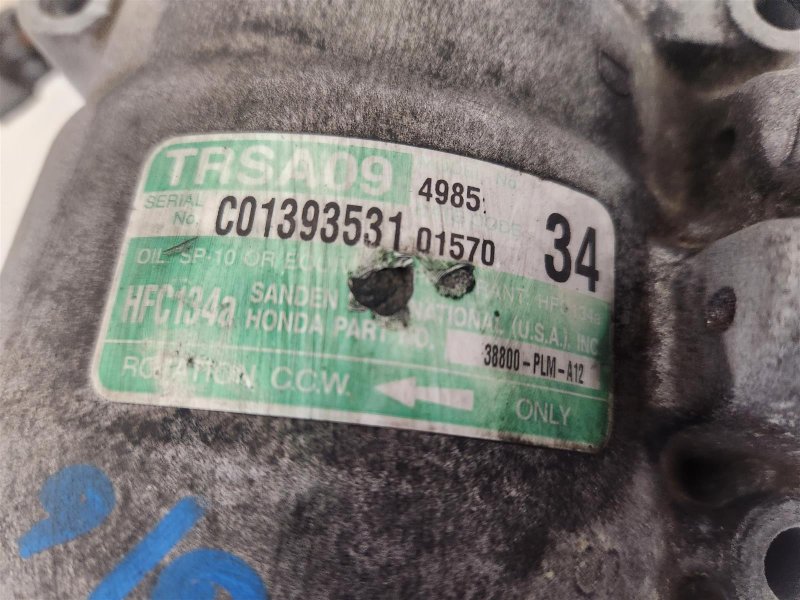 TRSA09
4985
SERIAL No. C01393531 01570 34
OIL SP-10 OR
HFC134a SANDEN (U.S.A.) INC
HONDA PART NO.
38800-PLM-A12
ROTATION C.C.W. ONLY